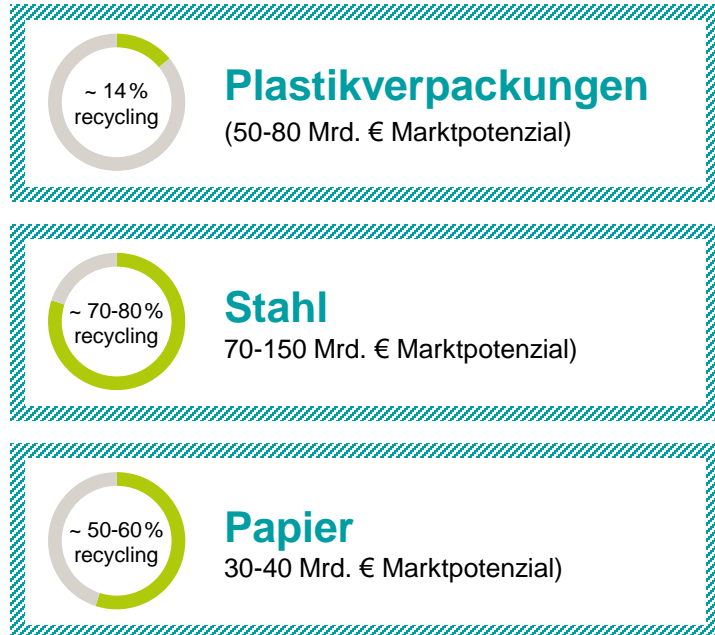 ~ 14 %
recycling
Plastikverpackungen
(50-80 Mrd. € Marktpotenzial)
~ 70-80 %
recycling
Stahl
70-150 Mrd. € Marktpotenzial)
~ 50-60 %
recycling
Papier
30-40 Mrd. € Marktpotenzial)